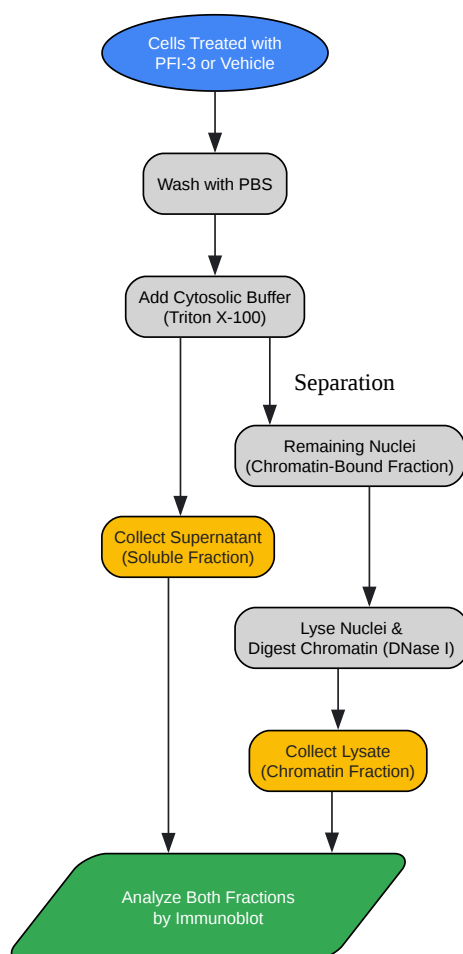 Cells Treated with
PFI-3 or Vehicle
Wash with PBS
Add Cytosolic Buffer
(Triton X-100)
Separation
Remaining Nuclei
(Chromatin-Bound Fraction)
Collect Supernatant
(Soluble Fraction)
Lyse Nuclei &
Digest Chromatin (DNase I)
Collect Lysate
(Chromatin Fraction)
Analyze Both Fractions
by Immunoblot